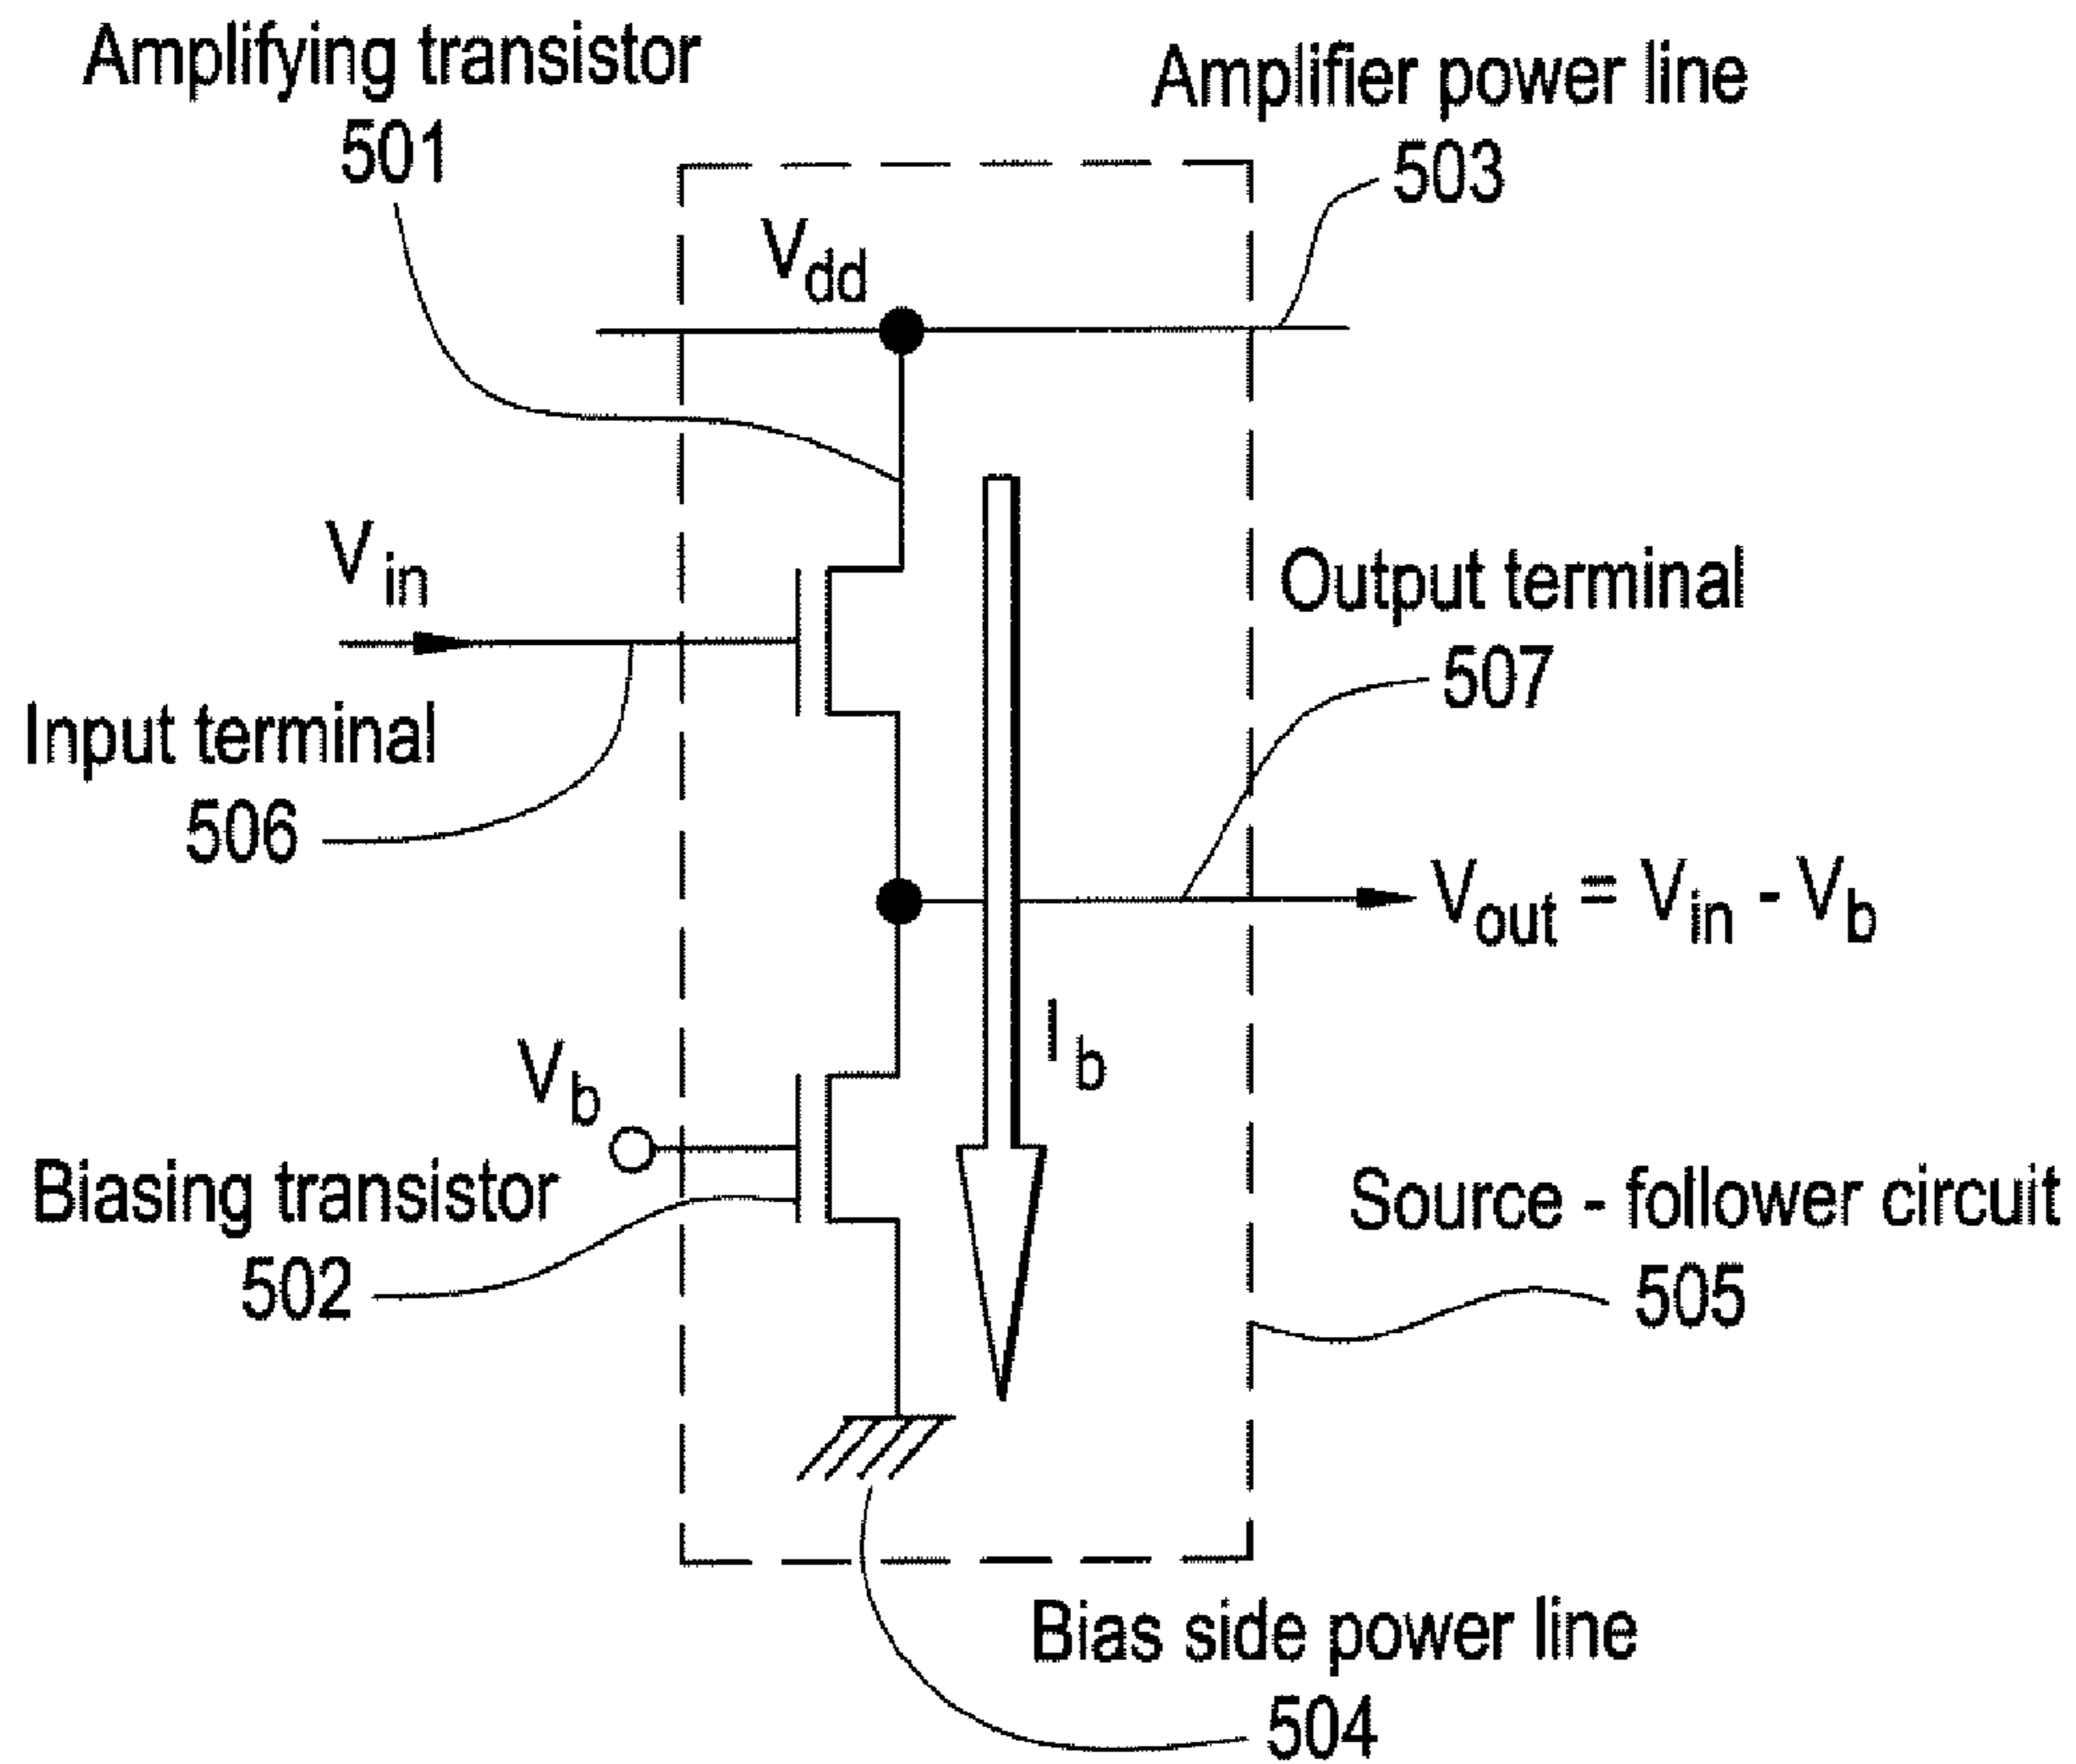 Amplifying transistor
501
Amplifier power line
503
Vdd
Vin
Input terminal
506
Output terminal
507
Vout = Vin - Vb
Ib
Vb
Biasing transistor
502
Source - follower circuit
505
Bias side power line
504